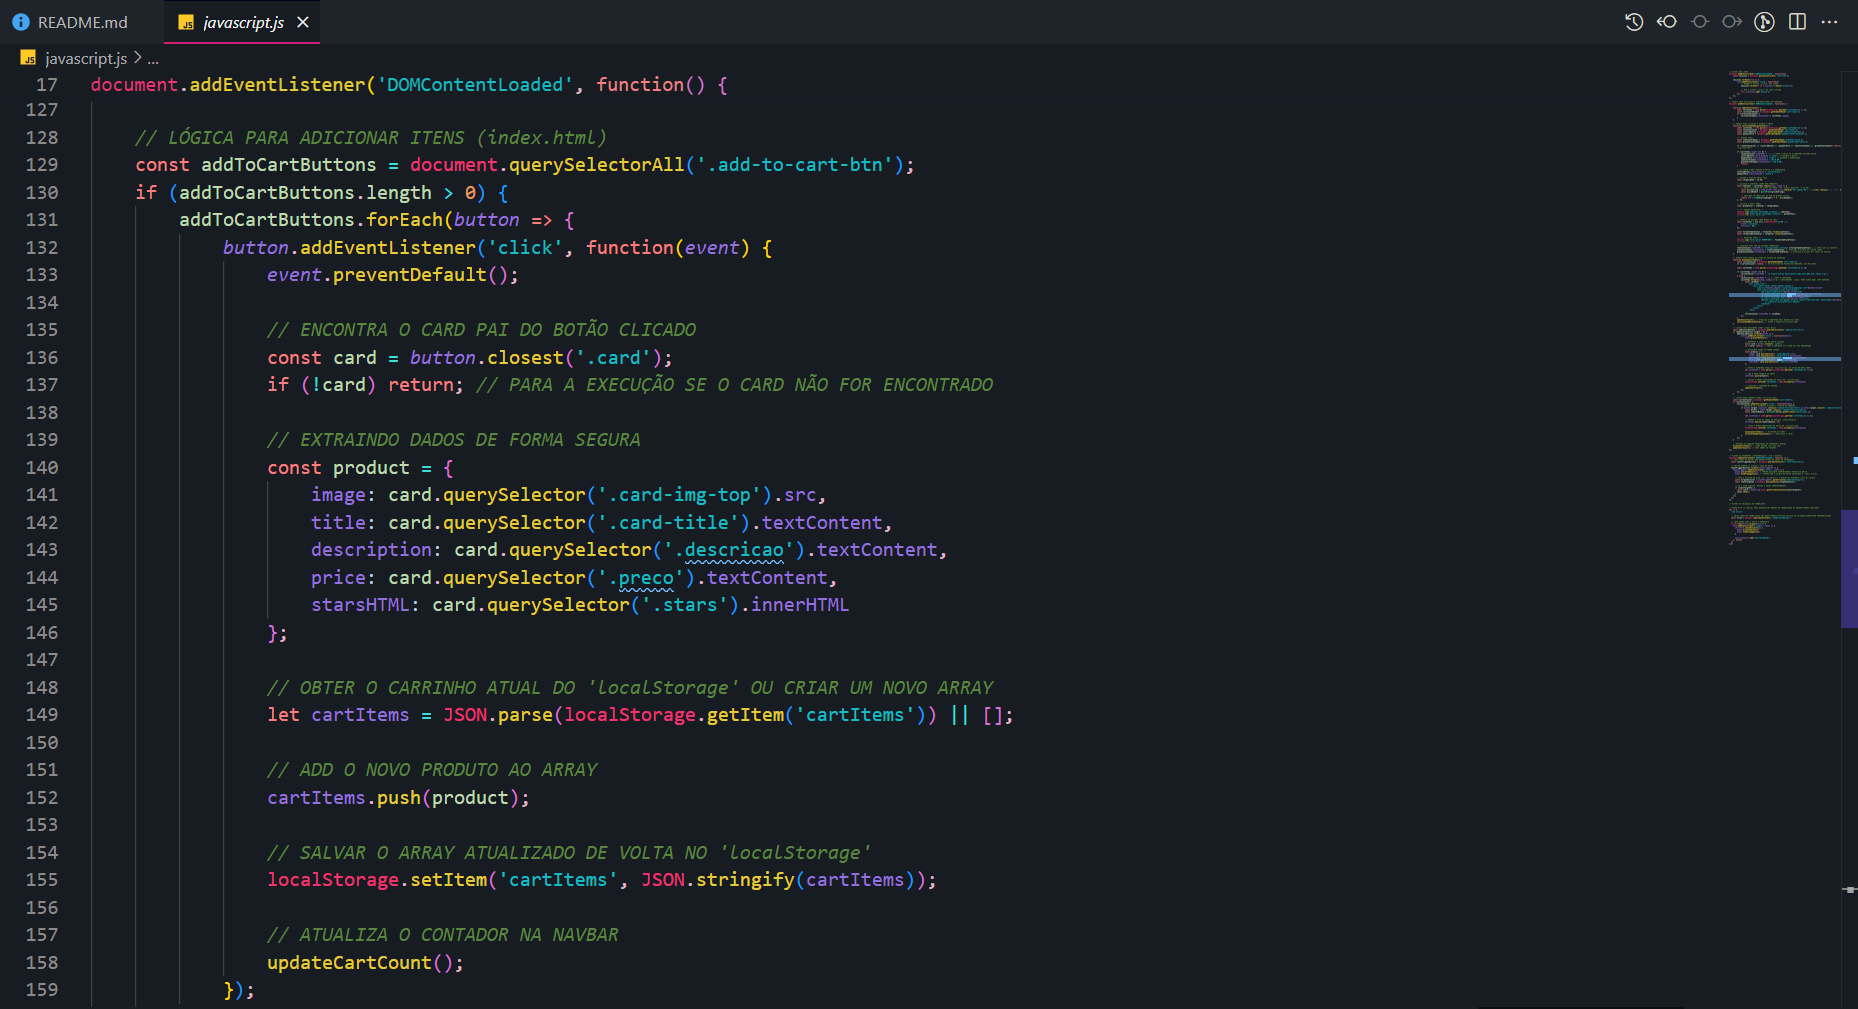 README.md
javascript.js
javascript.js > ...
17 document.addEventListener('DOMContentLoaded', function() {
127
128 // LÓGICA PARA ADICIONAR ITENS (index.html)
129 const addToCartButtons = document.querySelectorAll('.add-to-cart-btn');
130 if (addToCartButtons.length > 0) {
131 addToCartButtons.forEach(button => {
132 button.addEventListener('click', function(event) {
133 event.preventDefault();
134
135 // ENCONTRA O CARD PAI DO BOTÃO CLICADO
136 const card = button.closest('.card');
137 if (!card) return; // PARA A EXECUÇÃO SE O CARD NÃO FOR ENCONTRADO
138
139 // EXTRAINDO DADOS DE FORMA SEGURA
140 const product = {
141 image: card.querySelector('.card-img-top').src,
142 title: card.querySelector('.card-title').textContent,
143 description: card.querySelector('.descricao').textContent,
144 price: card.querySelector('.preco').textContent,
145 starsHTML: card.querySelector('.stars').innerHTML
146 };
147
148 // OBTER O CARRINHO ATUAL DO 'localStorage' OU CRIAR UM NOVO ARRAY
149 let cartItems = JSON.parse(localStorage.getItem('cartItems')) || [];
150
151 // ADD O NOVO PRODUTO AO ARRAY
152 cartItems.push(product);
153
154 // SALVAR O ARRAY ATUALIZADO DE VOLTA NO 'localStorage'
155 localStorage.setItem('cartItems', JSON.stringify(cartItems));
156
157 // ATUALIZA O CONTADOR NA NAVBAR
158 updateCartCount();
159 });